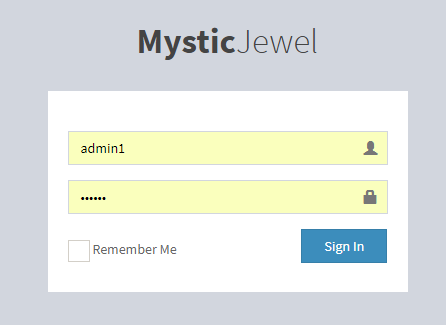 MysticJewel
admin1
••••••
Remember Me
Sign In